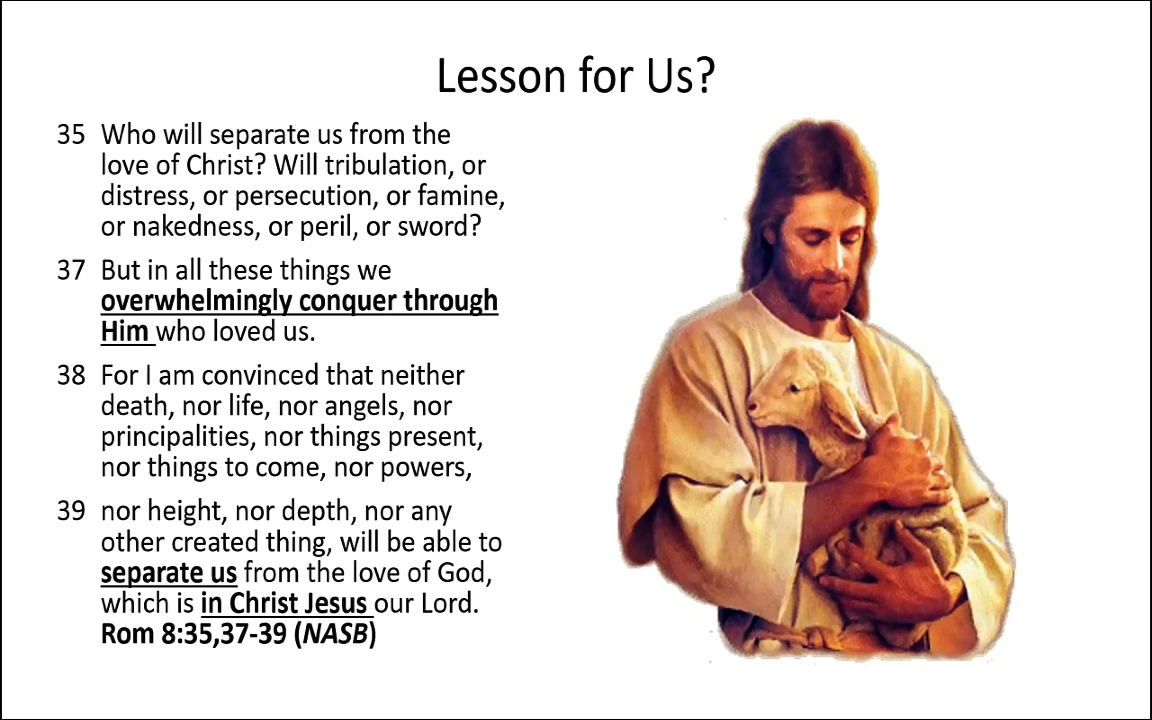 Lesson for Us?
35 Who will separate us from the
love of Christ? Will tribulation, or
distress, or persecution, or famine,
or nakedness, or peril, or sword?
37 But in all these things we
overwhelmingly conquer through
Him who loved us.
38 For I am convinced that neither
death, nor life, nor angels, nor
principalities, nor things present,
nor things to come, nor powers,
39 nor height, nor depth, nor any
other created thing, will be able to
separate us from the love of God,
which is in Christ Jesus our Lord.
Rom 8:35,37-39 (NASB)